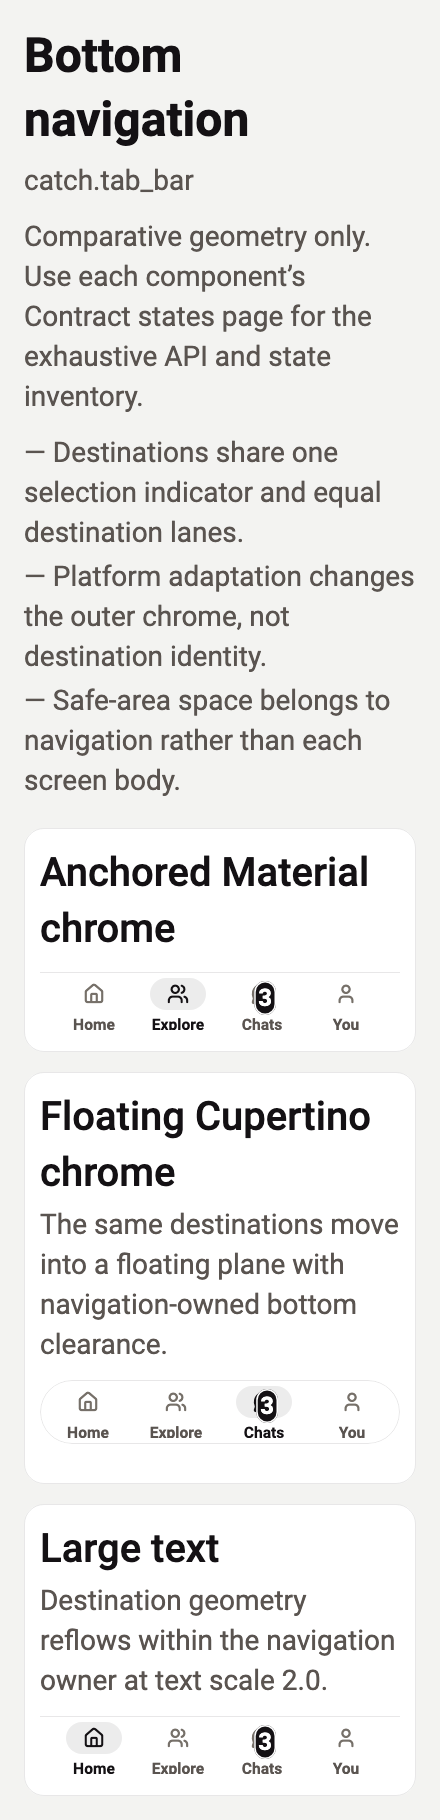 Bottom
navigation
catch.tab_bar
Comparative geometry only.
Use each component’s
Contract states page for the
exhaustive API and state
inventory.
— Destinations share one
selection indicator and equal
destination lanes.
— Platform adaptation changes
the outer chrome, not
destination identity.
— Safe-area space belongs to
navigation rather than each
screen body.
Anchored Material
chrome
3
Home Explore Chats You
Floating Cupertino
chrome
The same destinations move
into a floating plane with
navigation-owned bottom
clearance.
3
Home Explore Chats You
Large text
Destination geometry
reflows within the navigation
owner at text scale 2.0.
3
Home Explore Chats You